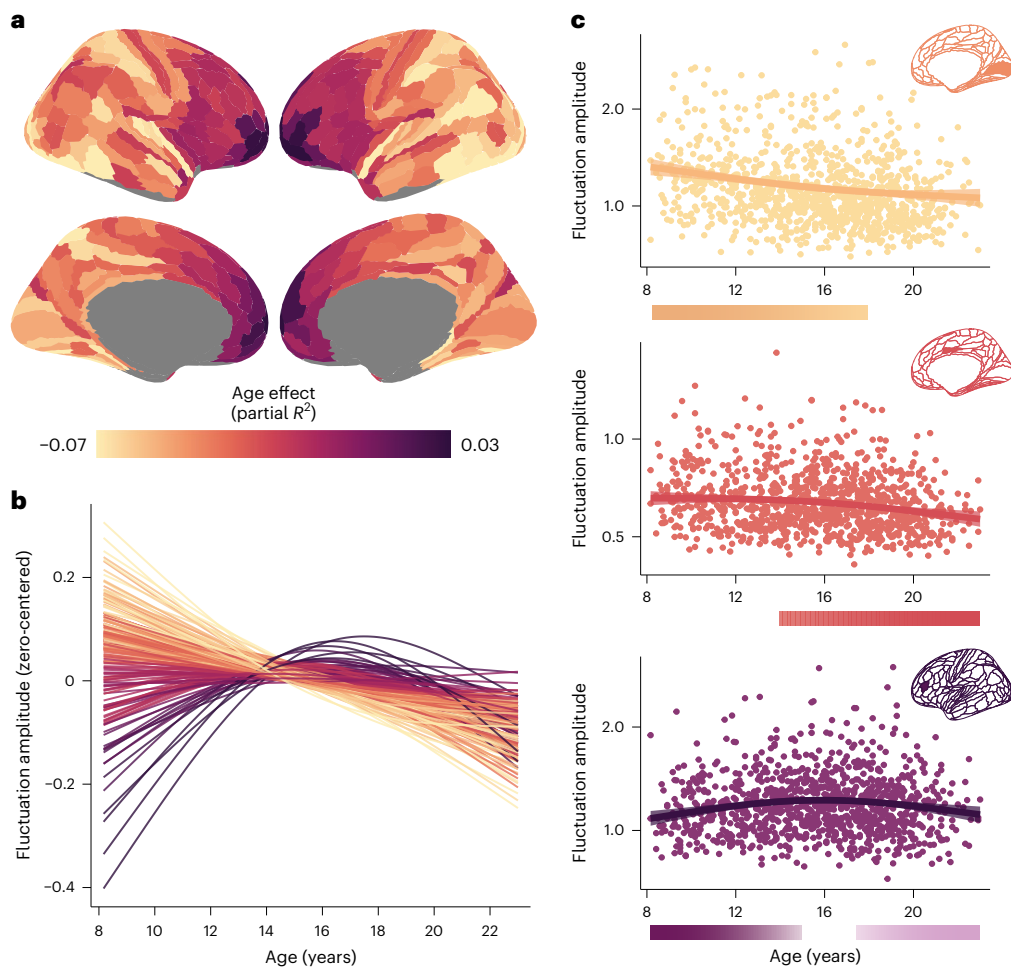 a
Age effect
(partial R²)
−0.07
0.03
b
Fluctuation amplitude (zero-centered)
0.2
0
−0.2
−0.4
8 10 12 14 16 18 20 22
Age (years)
c
Fluctuation amplitude
2.0
1.0
8 12 16 20
Fluctuation amplitude
1.0
0.5
8 12 16 20
Fluctuation amplitude
2.0
1.0
8 12 16 20
Age (years)